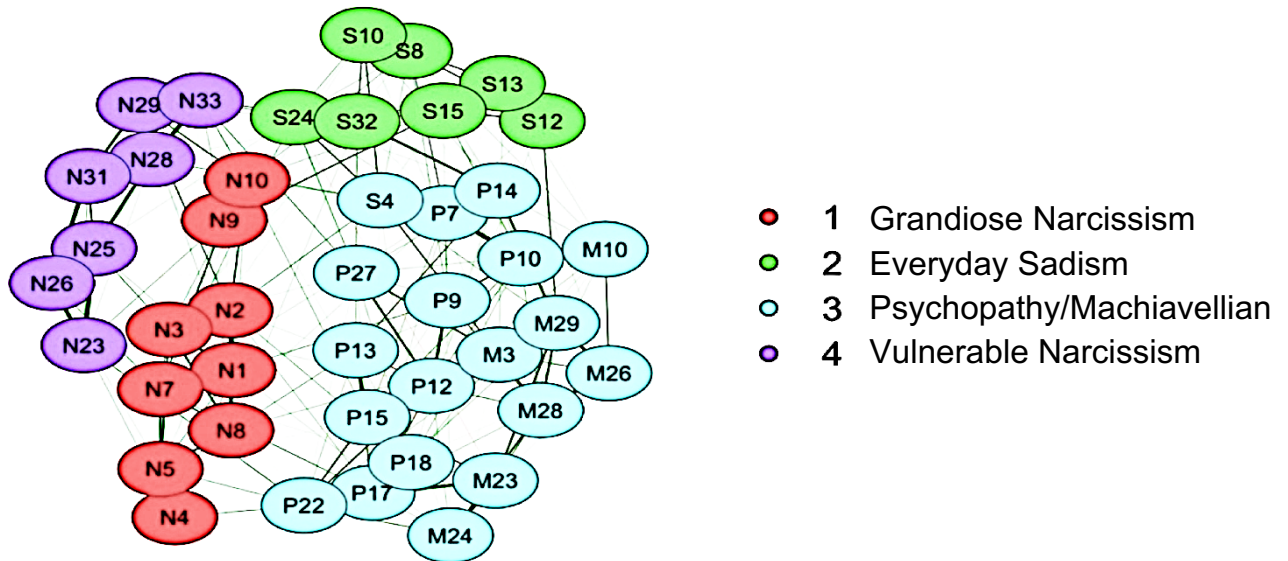 S10
S8
S13
N29
N33
S15
S24
S32
S12
N28
N31
N10
P14
S4
P7
N9
N25
M10
P10
P27
N26
P9
N2
M29
N3
N23
P13
M3
N1
M26
P12
N7
M28
P15
N8
P18
N5
M23
P17
P22
N4
M24
1 Grandiose Narcissism
2 Everyday Sadism
3 Psychopathy/Machiavellian
4 Vulnerable Narcissism